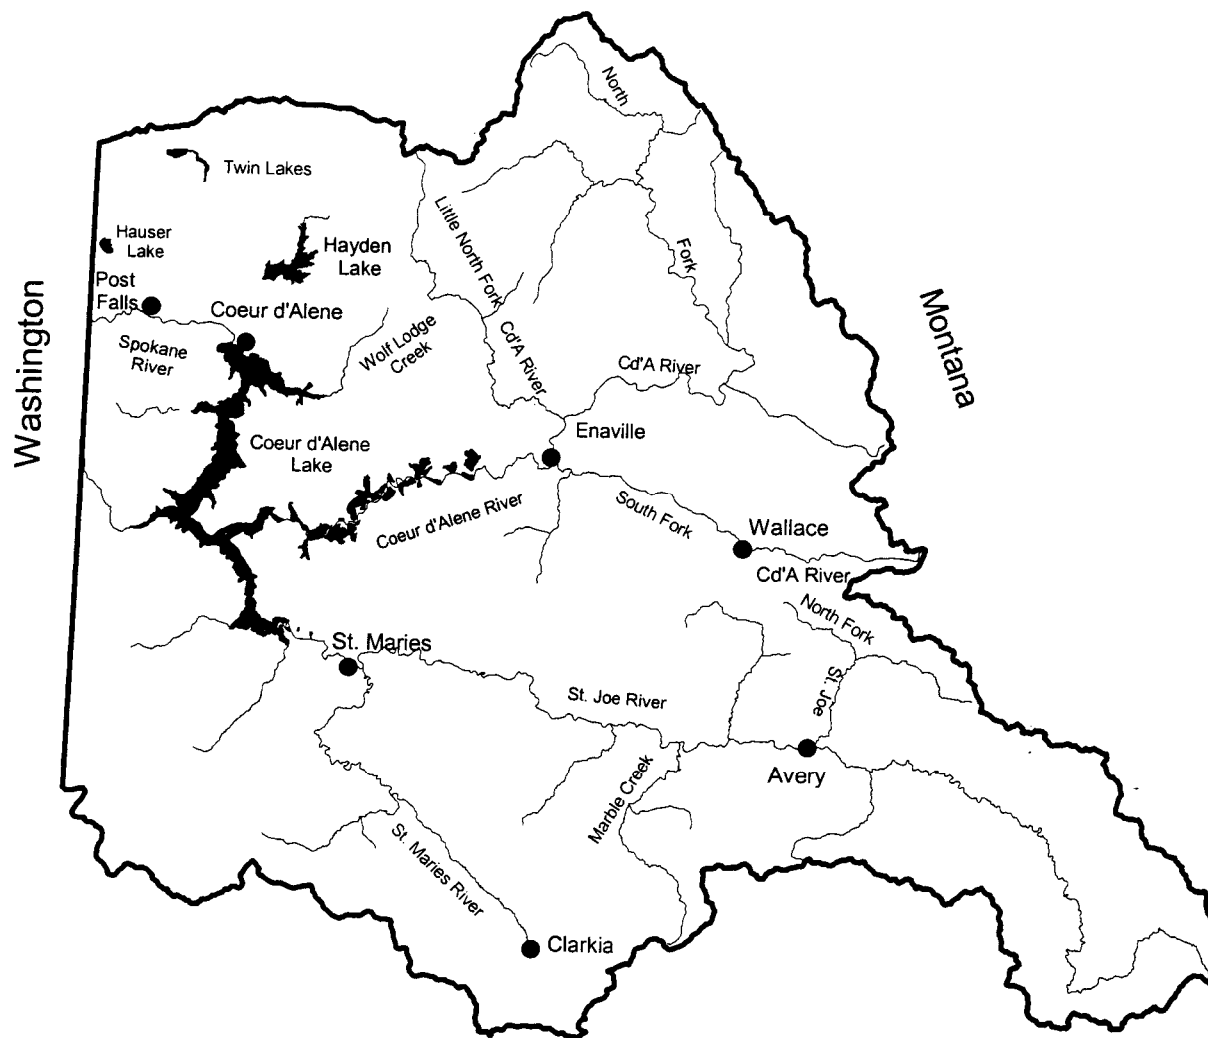 North
Twin Lakes
Hauser
Lake
Hayden
Lake
Little North Fork
Fork
Post
Falls
Coeur d'Alene
Washington
Montana
Spokane
River
Wolf Lodge
Creek
Cd'A River
Cd'A River
Enaville
Coeur d'Alene
Lake
Coeur d'Alene River
South Fork
Wallace
Cd'A River
North Fork
St. Maries
St. Joe River
St. Joe
Avery
Marble Creek
St. Maries River
Clarkia